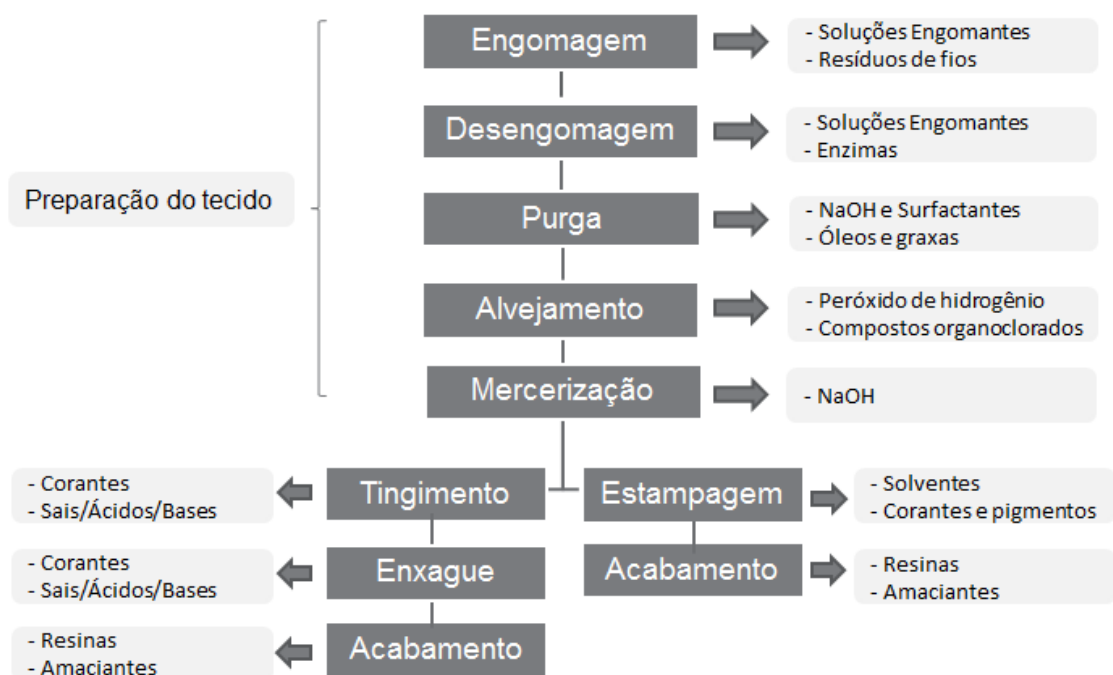 Engomagem
- Soluções Engomantes
- Resíduos de fios
Desengomagem
- Soluções Engomantes
- Enzimas
Preparação do tecido
Purga
- NaOH e Surfactantes
- Óleos e graxas
Alvejamento
- Peróxido de hidrogênio
- Compostos organoclorados
Mercerização
- NaOH
- Corantes
- Sais/Ácidos/Bases
Tingimento
Estampagem
- Solventes
- Corantes e pigmentos
- Corantes
- Sais/Ácidos/Bases
Enxague
Acabamento
- Resinas
- Amaciantes
- Resinas
- Amaciantes
Acabamento